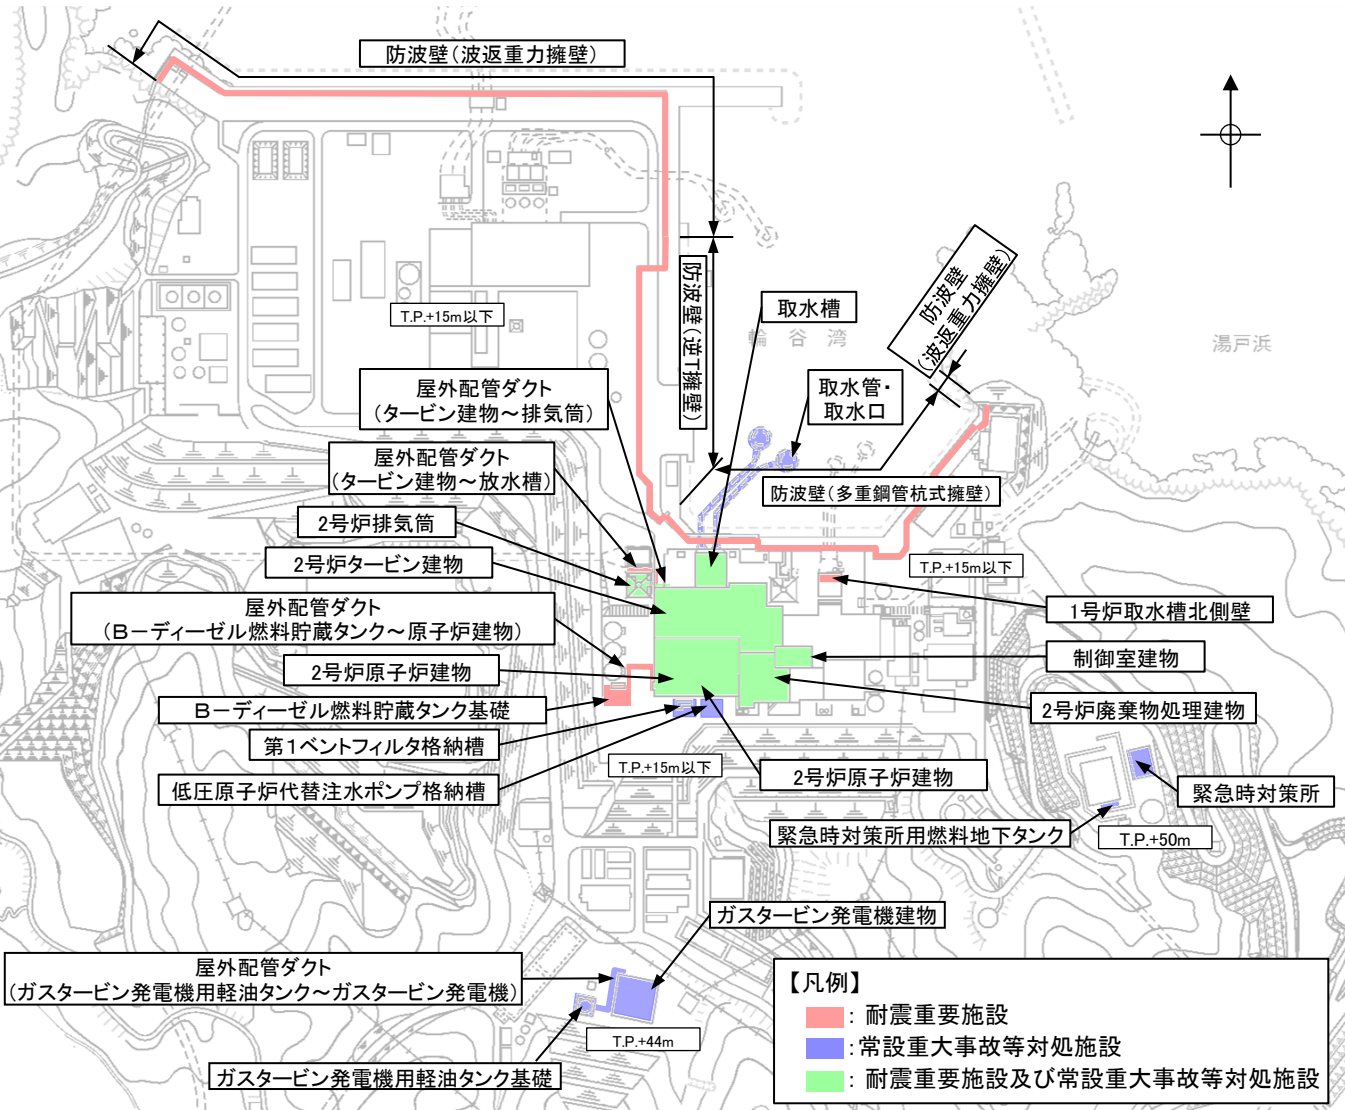 防波壁（波返重力擁壁）
防波壁
（波返重力擁壁）
防波壁（逆T擁壁）
取水槽
T.P.+15m以下
輪谷湾
湯戸浜
屋外配管ダクト
（タービン建物～排気筒）
取水管・
取水口
屋外配管ダクト
（タービン建物～放水槽）
防波壁（多重鋼管杭式擁壁）
2号炉排気筒
2号炉タービン建物
T.P.+15m以下
屋外配管ダクト
（B－ディーゼル燃料貯蔵タンク～原子炉建物）
1号炉取水槽北側壁
2号炉原子炉建物
制御室建物
B－ディーゼル燃料貯蔵タンク基礎
2号炉廃棄物処理建物
第1ベントフィルタ格納槽
T.P.+15m以下
2号炉原子炉建物
低圧原子炉代替注水ポンプ格納槽
緊急時対策所
緊急時対策所用燃料地下タンク
T.P.+50m
ガスタービン発電機建物
屋外配管ダクト
（ガスタービン発電機用軽油タンク～ガスタービン発電機）
T.P.+44m
ガスタービン発電機用軽油タンク基礎
【凡例】
：耐震重要施設
：常設重大事故等対処施設
：耐震重要施設及び常設重大事故等対処施設